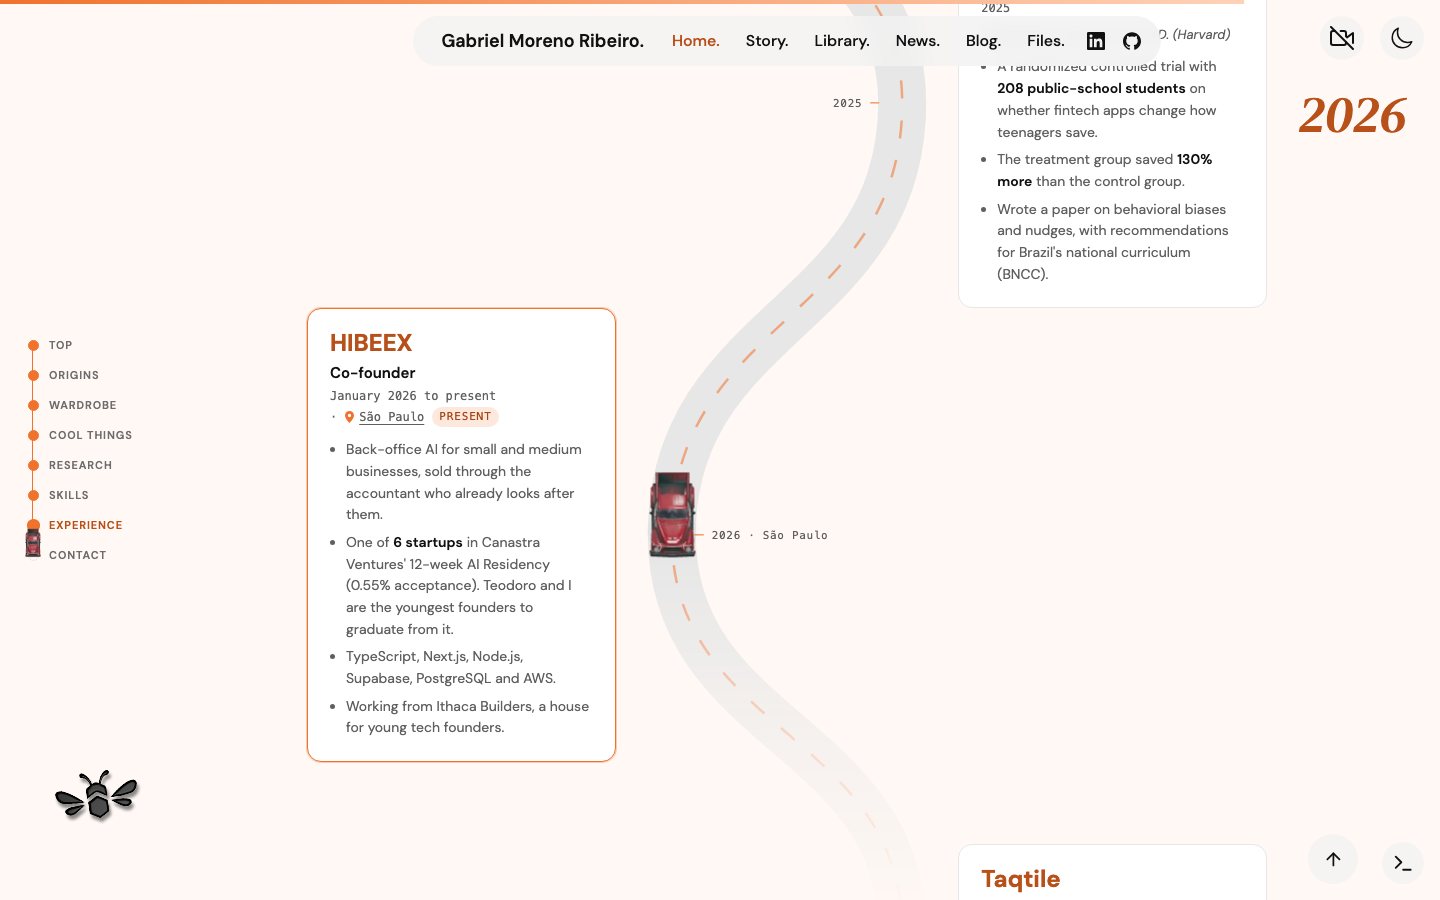 Gabriel Moreno Ribeiro.
Home.
Story.
Library.
News.
Blog.
Files.
2026
2025
D. (Harvard)
A randomized controlled trial with
208 public-school students on
whether fintech apps change how
teenagers save.
The treatment group saved 130%
more than the control group.
Wrote a paper on behavioral biases
and nudges, with recommendations
for Brazil's national curriculum
(BNCC).
2025
TOP
ORIGINS
WARDROBE
COOL THINGS
RESEARCH
SKILLS
EXPERIENCE
CONTACT
HIBEEX
Co-founder
January 2026 to present
· São Paulo PRESENT
Back-office AI for small and medium
businesses, sold through the
accountant who already looks after
them.
One of 6 startups in Canastra
Ventures' 12-week AI Residency
(0.55% acceptance). Teodoro and I
are the youngest founders to
graduate from it.
TypeScript, Next.js, Node.js,
Supabase, PostgreSQL and AWS.
Working from Ithaca Builders, a house
for young tech founders.
2026 · São Paulo
Taqtile